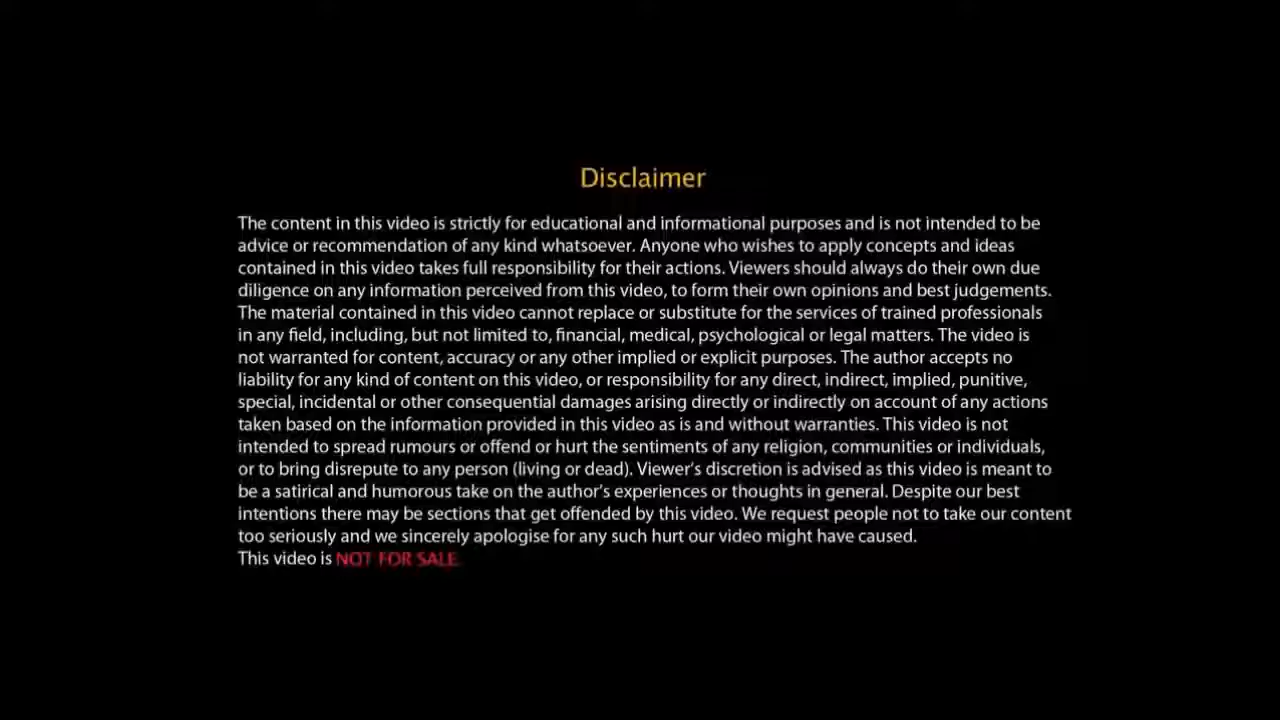 Disclaimer
The content in this video is strictly for educational and informational purposes and is not intended to be
advice or recommendation of any kind whatsoever. Anyone who wishes to apply concepts and ideas
contained in this video takes full responsibility for their actions. Viewers should always do their own due
diligence on any information perceived from this video, to form their own opinions and best judgements.
The material contained in this video cannot replace or substitute for the services of trained professionals
in any field, including, but not limited to, financial, medical, psychological or legal matters. The video is
not warranted for content, accuracy or any other implied or explicit purposes. The author accepts no
liability for any kind of content on this video, or responsibility for any direct, indirect, implied, punitive,
special, incidental or other consequential damages arising directly or indirectly on account of any actions
taken based on the information provided in this video as is and without warranties. This video is not
intended to spread rumours or offend or hurt the sentiments of any religion, communities or individuals,
or to bring disrepute to any person (living or dead). Viewer's discretion is advised as this video is meant to
be a satirical and humorous take on the author's experiences or thoughts in general. Despite our best
intentions there may be sections that get offended by this video. We request people not to take our content
too seriously and we sincerely apologise for any such hurt our video might have caused.
This video is NOT FOR SALE.